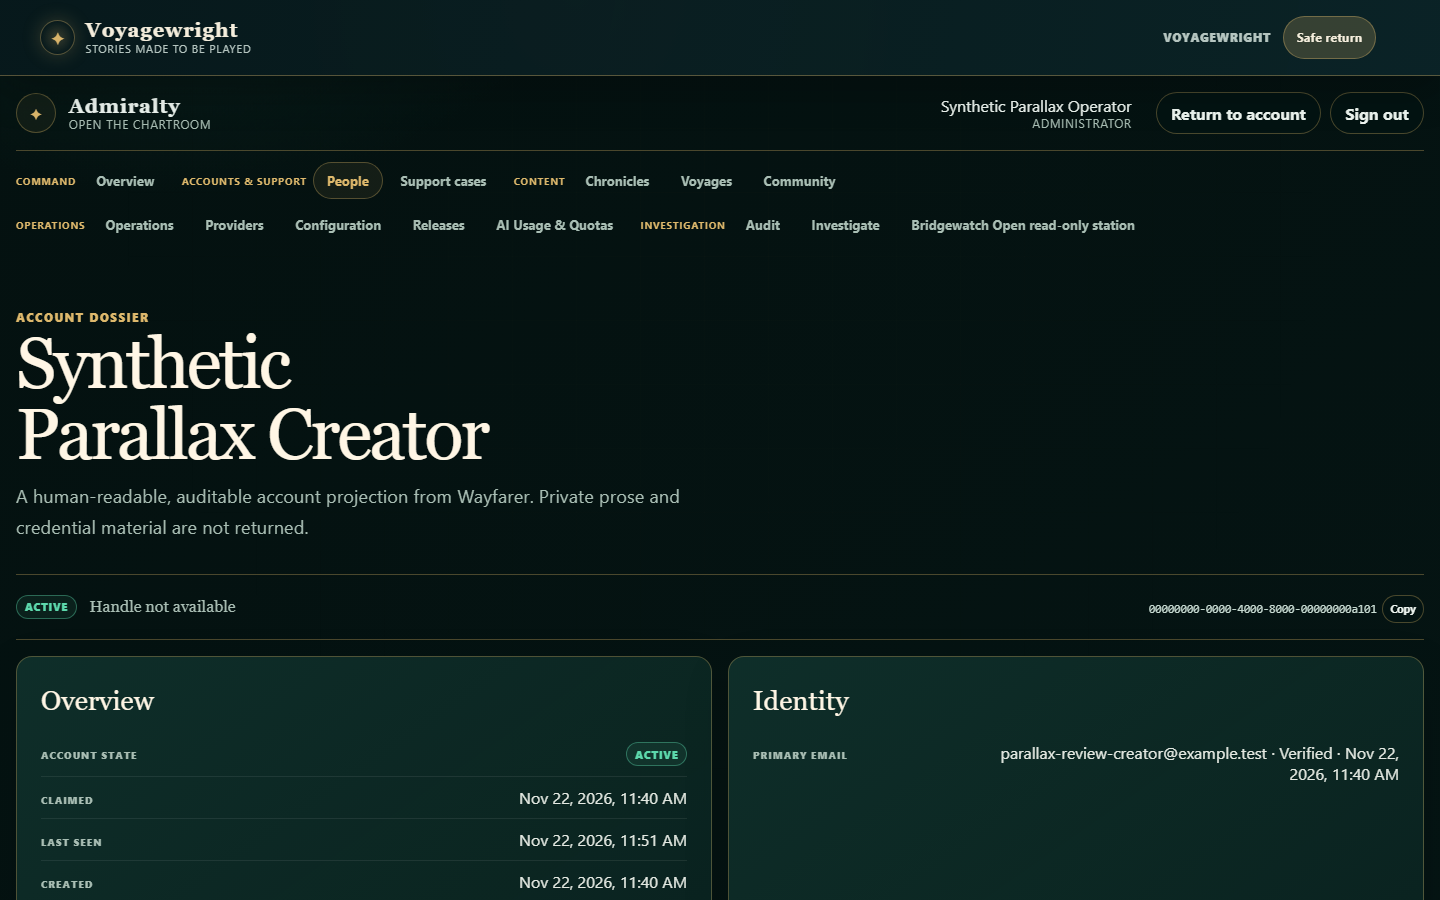 Voyagewright
STORIES MADE TO BE PLAYED
VOYAGEWRIGHT
Safe return
Admiralty
OPEN THE CHARTROOM
Synthetic Parallax Operator
ADMINISTRATOR
Return to account
Sign out
COMMAND Overview ACCOUNTS & SUPPORT People Support cases CONTENT Chronicles Voyages Community
OPERATIONS Operations Providers Configuration Releases AI Usage & Quotas INVESTIGATION Audit Investigate Bridgewatch Open read-only station
ACCOUNT DOSSIER
Synthetic
Parallax Creator
A human-readable, auditable account projection from Wayfarer. Private prose and
credential material are not returned.
ACTIVE Handle not available
00000000-0000-4000-8000-00000000a101 Copy
Overview
ACCOUNT STATE ACTIVE
CLAIMED Nov 22, 2026, 11:40 AM
LAST SEEN Nov 22, 2026, 11:51 AM
CREATED Nov 22, 2026, 11:40 AM
Identity
PRIMARY EMAIL parallax-review-creator@example.test · Verified · Nov 22,
2026, 11:40 AM